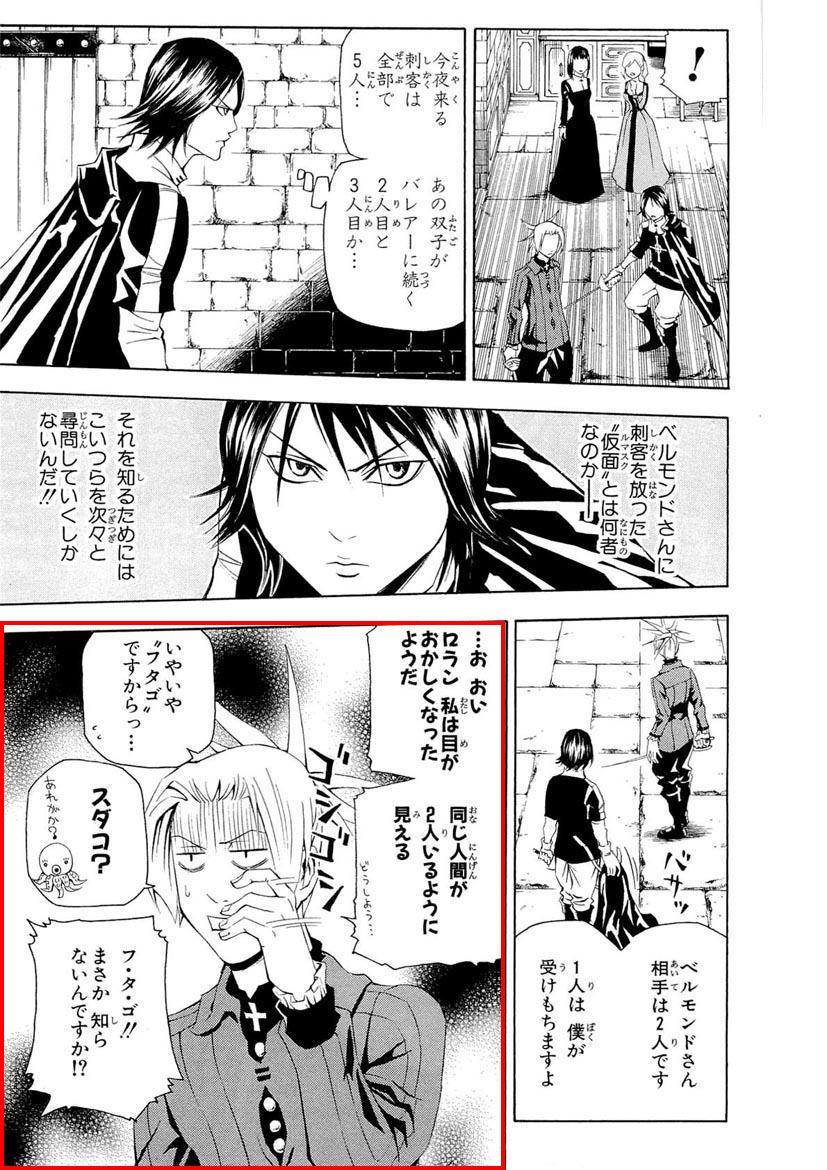 ！
今夜来る
刺客は
全部で
5人…
あの双子が
バレアーに続く
2人目と
3人目か…
ベルモンドさんに
刺客を放った
〝仮面〟とは何者
なのか――
それを知るためには
こいつらを次々と
尋問していくしか
ないんだ!!
バサッ
ベルモンドさん
相手は2人です
1人は 僕が
受けもちますよ
…お おい
ロラン 私は目が
おかしくなった
ようだ
同じ人間が
2人いるように
見える
どうしよう…
ゴシゴシ
いやいや
〝フタゴ〟
ですからっ…
スダコ?
あれがか?
フ・タ・ゴ!!
まさか 知ら
ないんですか!?